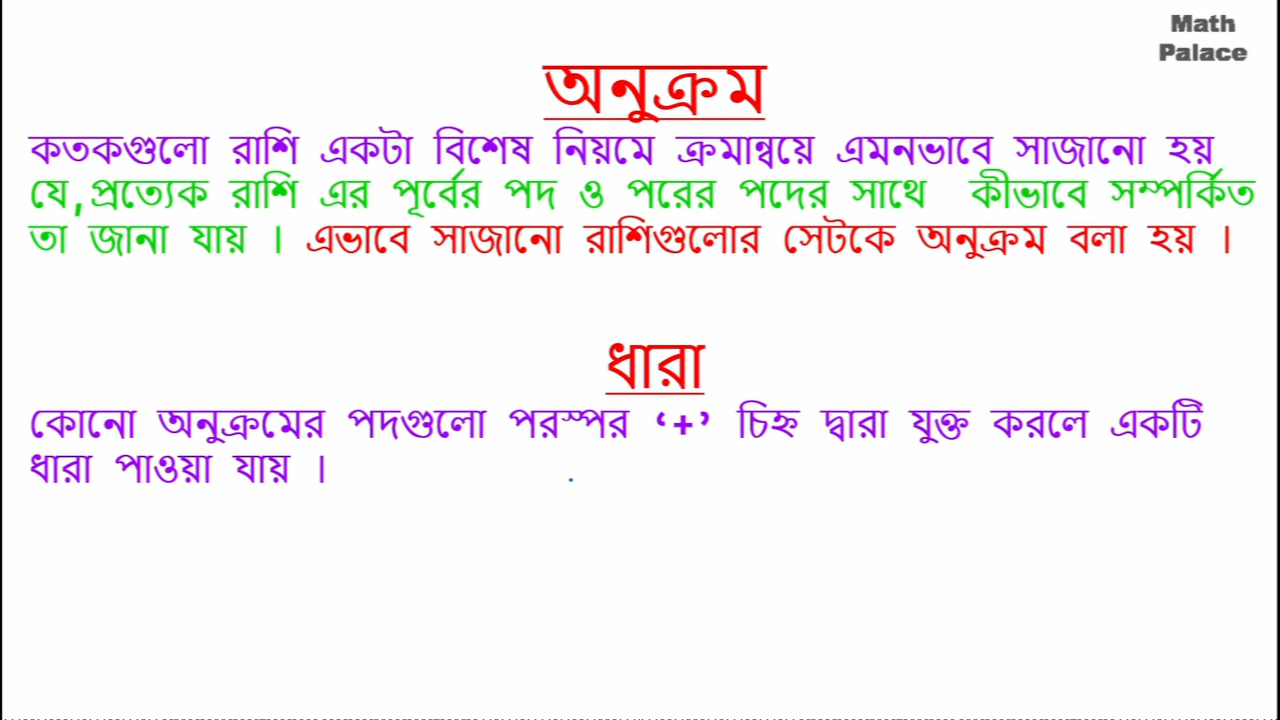 Math
Palace
অনুক্রম
কতকগুলো রাশি একটা বিশেষ নিয়মে ক্রমান্বয়ে এমনভাবে সাজানো হয়
যে,প্রত্যেক রাশি এর পূর্বের পদ ও পরের পদের সাথে কীভাবে সম্পর্কিত
তা জানা যায় । এভাবে সাজানো রাশিগুলোর সেটকে অনুক্রম বলা হয় ।
ধারা
কোনো অনুক্রমের পদগুলো পরস্পর ‘+’ চিহ্ন দ্বারা যুক্ত করলে একটি
ধারা পাওয়া যায় ।